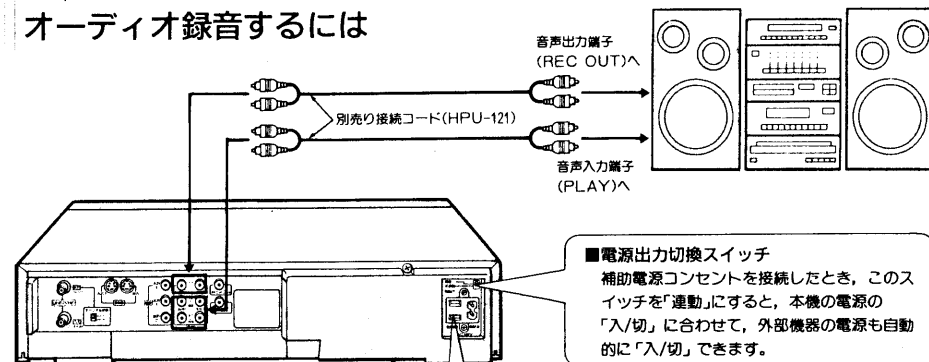 オーディオ録音するには
音声出力端子
(REC OUT)へ
別売り接続コード(HPU-121)
音声入力端子
(PLAY)へ
■電源出力切換スイッチ
補助電源コンセントを接続したとき，このス
イッチを「連動」にすると，本機の電源の
「入/切」に合わせて，外部機器の電源も自動
的に「入/切」できます。